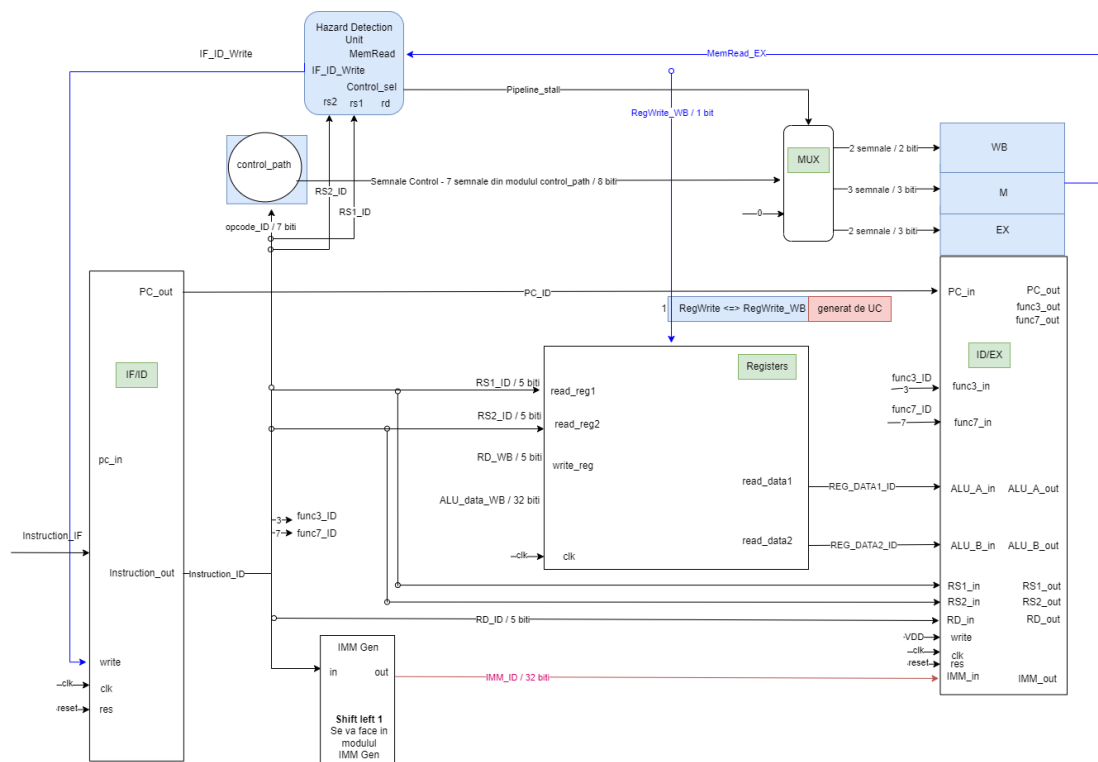 Hazard Detection
Unit
MemRead
IF_ID_Write
IF_ID_Write
Control_sel
rs2 rs1 rd
MemRead_EX
Pipeline_stall
RegWrite_WB / 1 bit
control_path
Semnale Control - 7 semnale din modulul control_path / 8 biti
RS2_ID
RS1_ID
opcode_ID / 7 biti
MUX
0
2 semnale / 2 biti
3 semnale / 3 biti
2 semnale / 3 biti
WB
M
EX
PC_out
PC_ID
1
RegWrite <=> RegWrite_WB
generat de UC
PC_in
PC_out
func3_out
func7_out
IF/ID
Registers
ID/EX
RS1_ID / 5 biti
read_reg1
RS2_ID / 5 biti
read_reg2
RD_WB / 5 biti
write_reg
ALU_data_WB / 32 biti
func3_ID
3
func3_in
func7_ID
7
func7_in
pc_in
read_data1
REG_DATA1_ID
ALU_A_in
ALU_A_out
3
func3_ID
7
func7_ID
Instruction_IF
clk
clk
read_data2
REG_DATA2_ID
ALU_B_in
ALU_B_out
Instruction_out
Instruction_ID
RS1_in
RS1_out
RS2_in
RS2_out
RD_ID / 5 biti
RD_in
RD_out
VDD
write
clk
clk
reset
res
IMM_in
IMM_out
write
clk
clk
reset
res
IMM Gen
in
out
IMM_ID / 32 biti
Shift left 1
Se va face in
modulul
IMM Gen